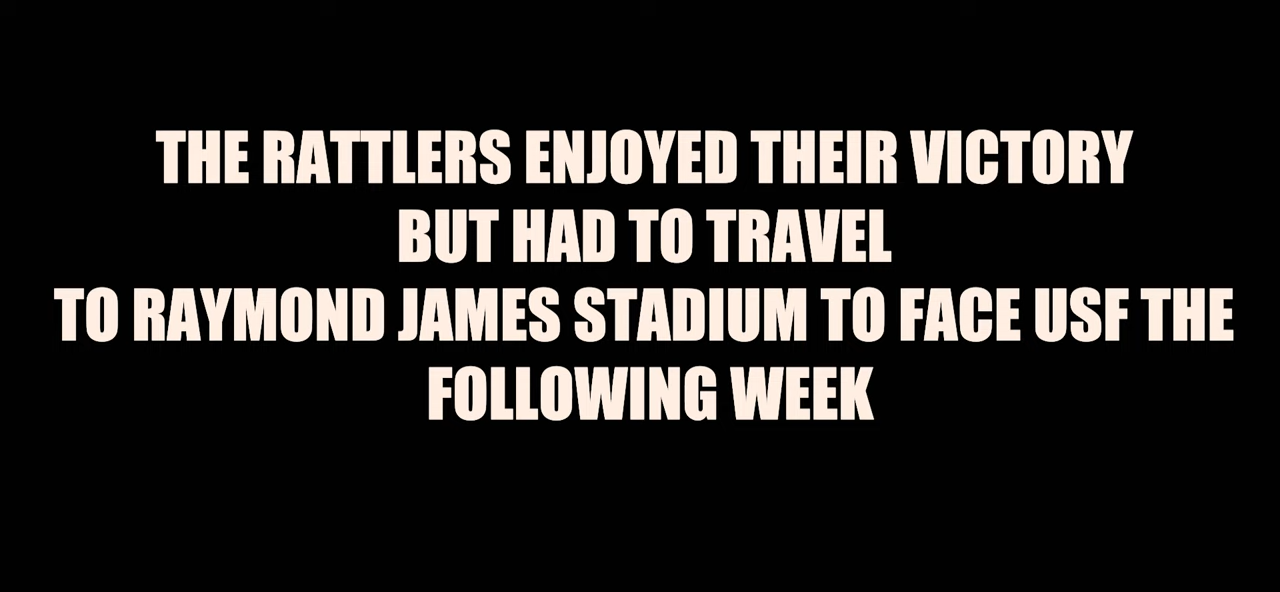 THE RATTLERS ENJOYED THEIR VICTORY
BUT HAD TO TRAVEL
TO RAYMOND JAMES STADIUM TO FACE USF THE
FOLLOWING WEEK